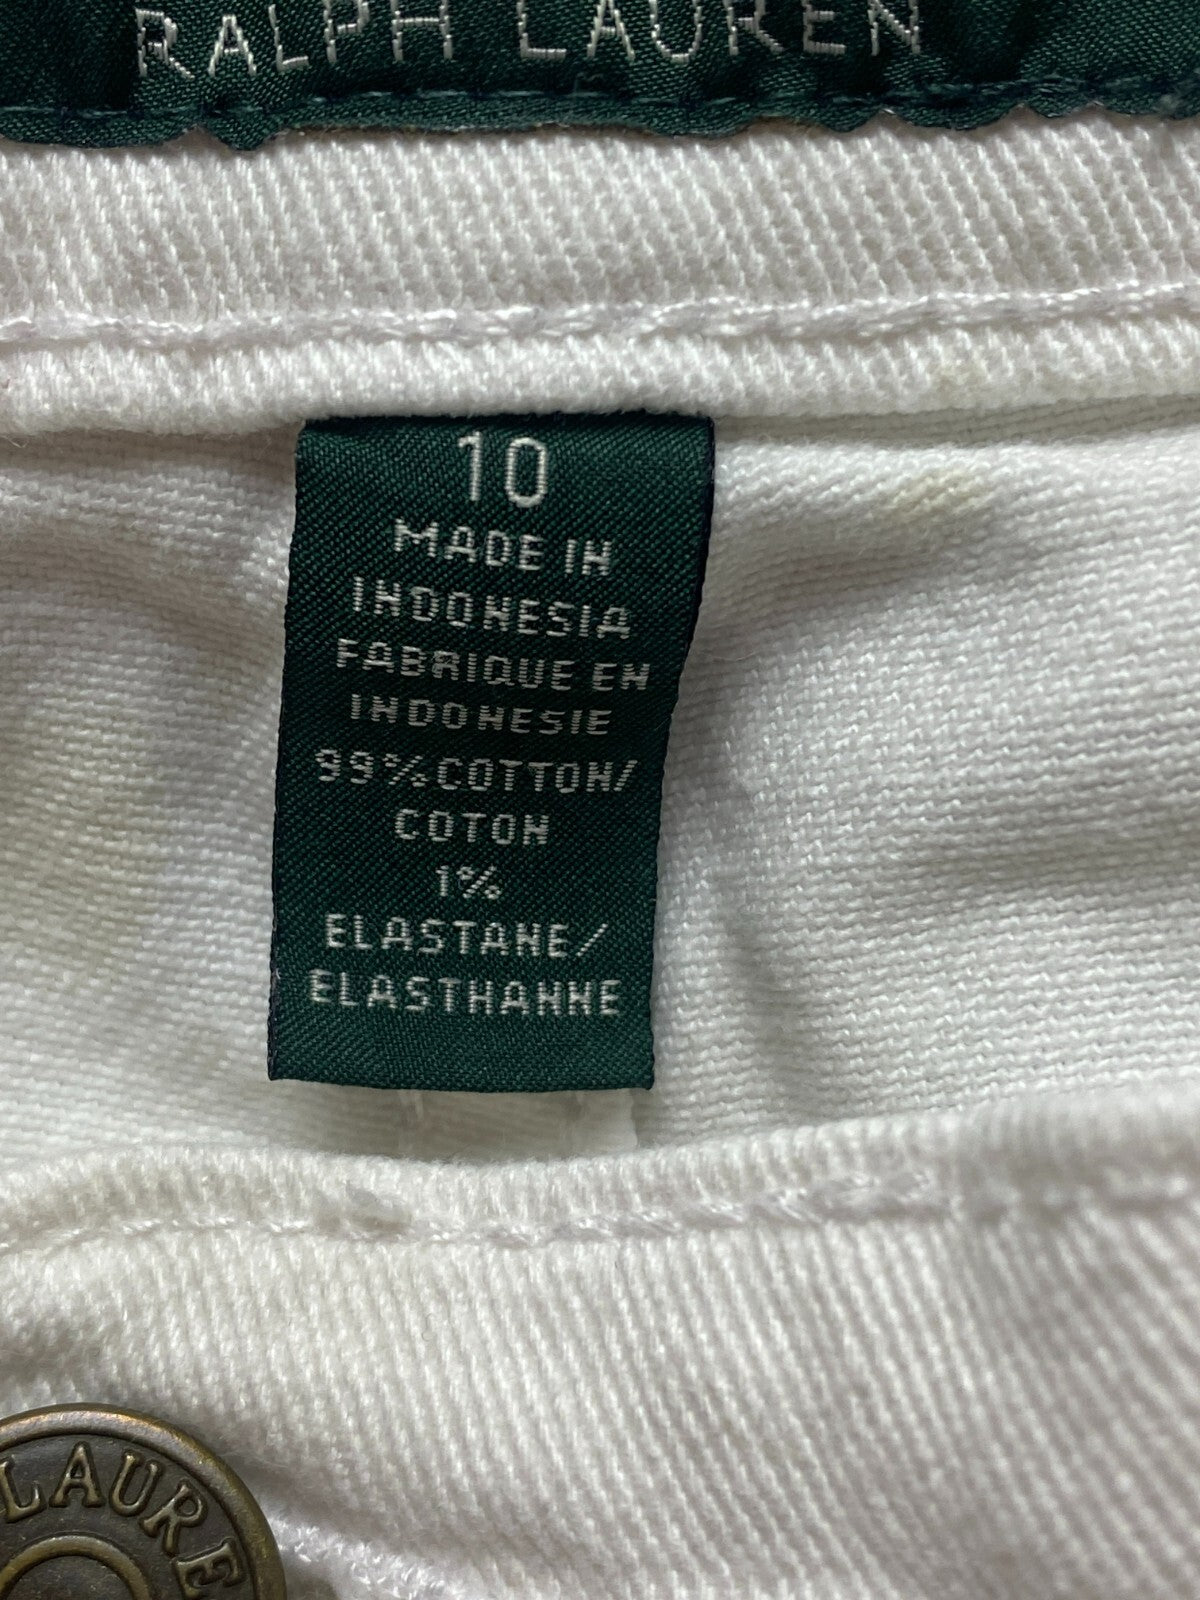 RALPH LAUREN
10
MADE IN
INDONESIA
FABRIQUE EN
INDONESIE
99% COTTON/
COTON
1%
ELASTANE/
ELASTHANNE
LAURE